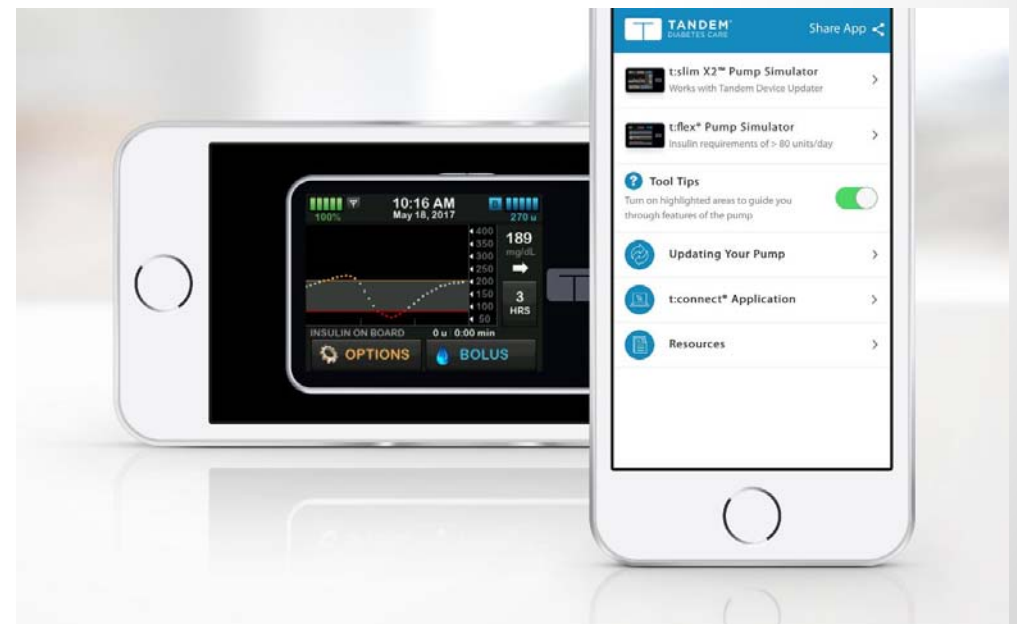 10:16 AM
May 18, 2017
100%
270 u
400
350
300
250
200
150
100
50
189
mg/dL
3
HRS
INSULIN ON BOARD 0 u 0:00 min
OPTIONS
BOLUS
TANDEM
DIABETES CARE
Share App
t:slim X2™ Pump Simulator
Works with Tandem Device Updater
t:flex® Pump Simulator
Insulin requirements of > 80 units/day
? Tool Tips
Turn on highlighted areas to guide you
through features of the pump
Updating Your Pump
t:connect® Application
Resources